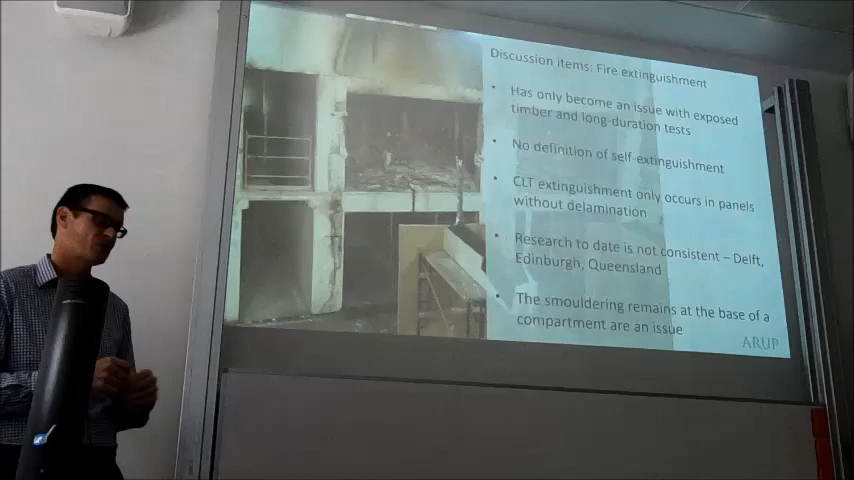 Discussion items: Fire extinguishment
• Has only become an issue with exposed
timber and long-duration tests
• No definition of self-extinguishment
• CLT extinguishment only occurs in panels
without delamination
• Research to date is not consistent – Delft,
Edinburgh, Queensland
• The smouldering remains at the base of a
compartment are an issue
ARUP